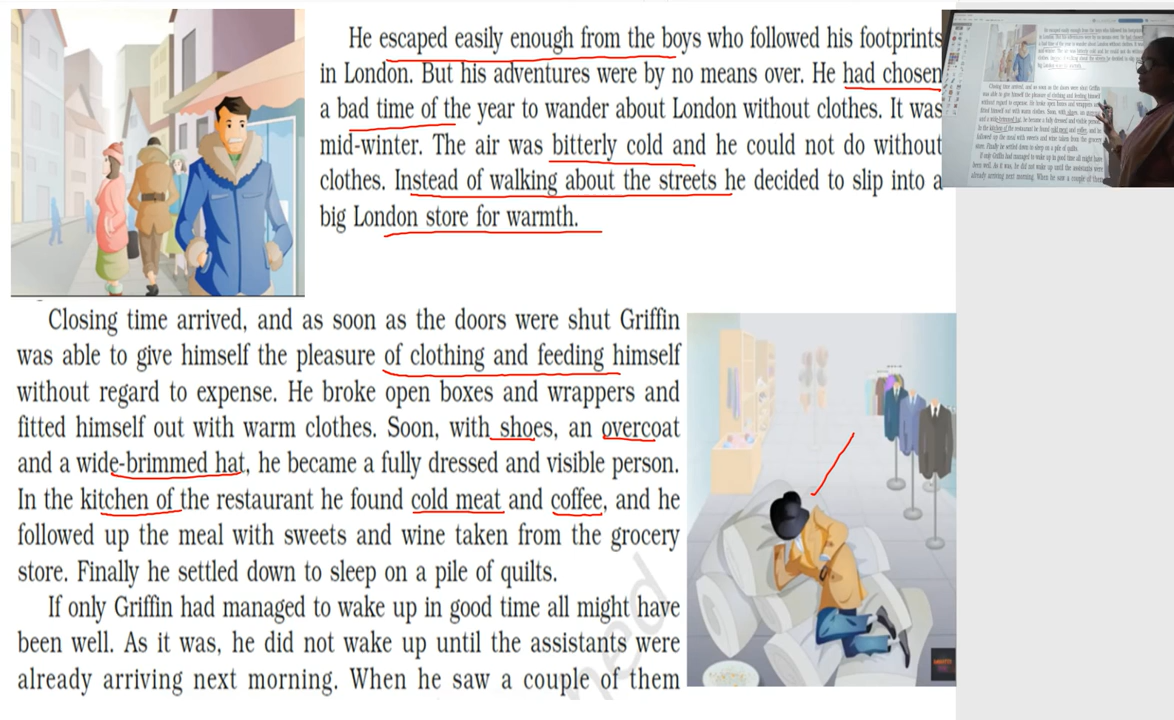 He escaped easily enough from the boys who followed his footprints
in London. But his adventures were by no means over. He had chosen
a bad time of the year to wander about London without clothes. It was
mid-winter. The air was bitterly cold and he could not do without
clothes. Instead of walking about the streets he decided to slip into a
big London store for warmth.
Closing time arrived, and as soon as the doors were shut Griffin
was able to give himself the pleasure of clothing and feeding himself
without regard to expense. He broke open boxes and wrappers and
fitted himself out with warm clothes. Soon, with shoes, an overcoat
and a wide-brimmed hat, he became a fully dressed and visible person.
In the kitchen of the restaurant he found cold meat and coffee, and he
followed up the meal with sweets and wine taken from the grocery
store. Finally he settled down to sleep on a pile of quilts.
If only Griffin had managed to wake up in good time all might have
been well. As it was, he did not wake up until the assistants were
already arriving next morning. When he saw a couple of them